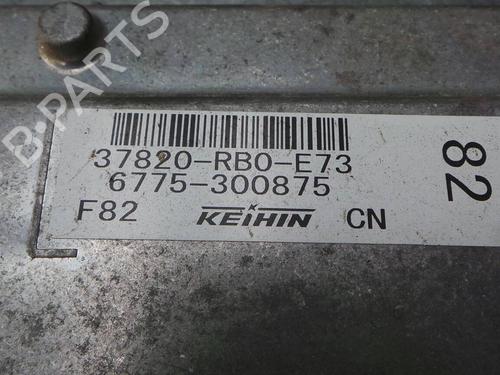 B-PARTS
37820-RB0-E73
6775-300875
F82 KEIHIN CN
82